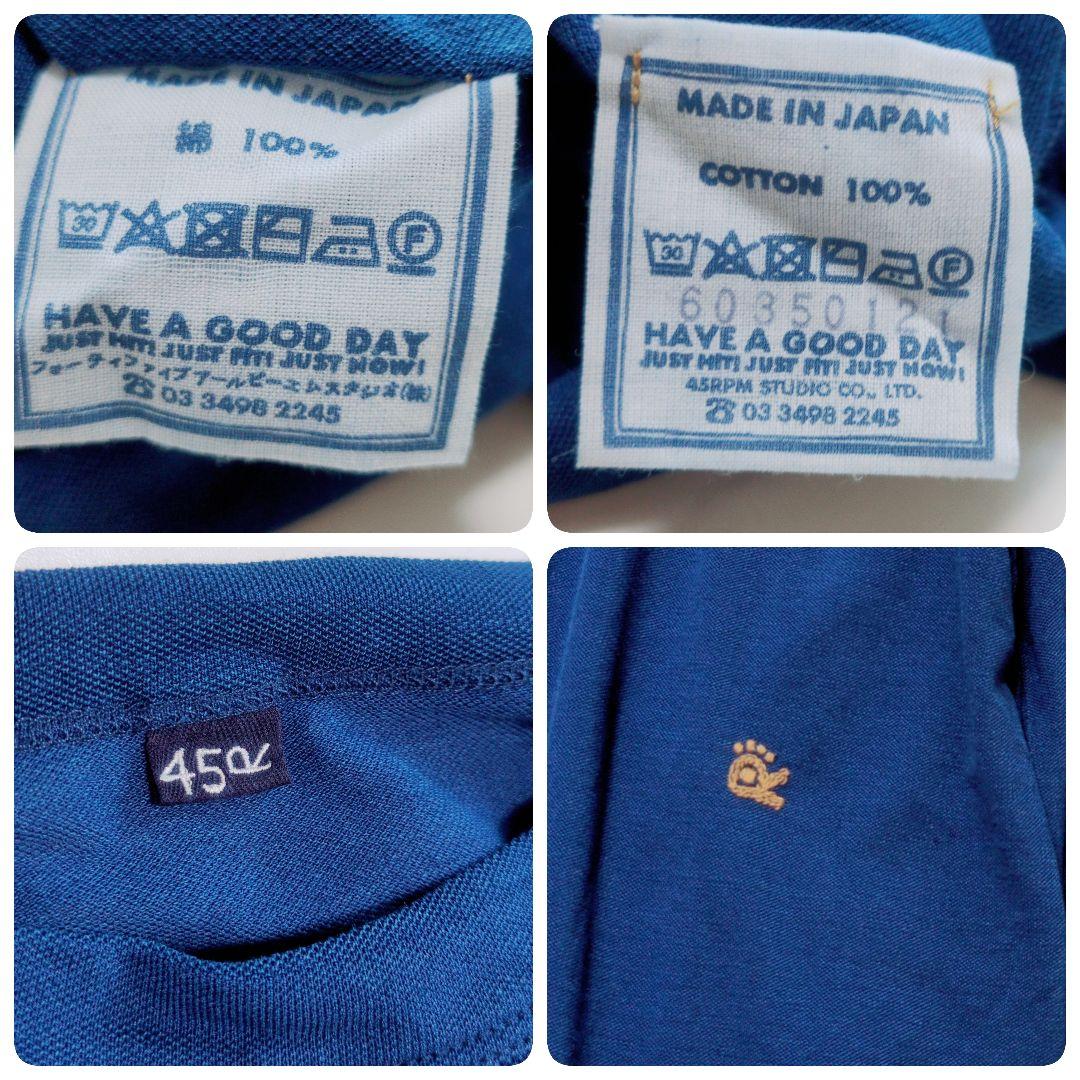 MADE IN JAPAN
綿 100%
30
F
HAVE A GOOD DAY
JUST HIT! JUST FIT! JUST NOW!
フォーティファイブアールピーエムスタジオ(株)
☎ 03 3498 2245
MADE IN JAPAN
COTTON 100%
30
F
60350121
HAVE A GOOD DAY
JUST HIT! JUST FIT! JUST NOW!
45RPM STUDIO CO., LTD.
☎ 03 3498 2245
45R
R